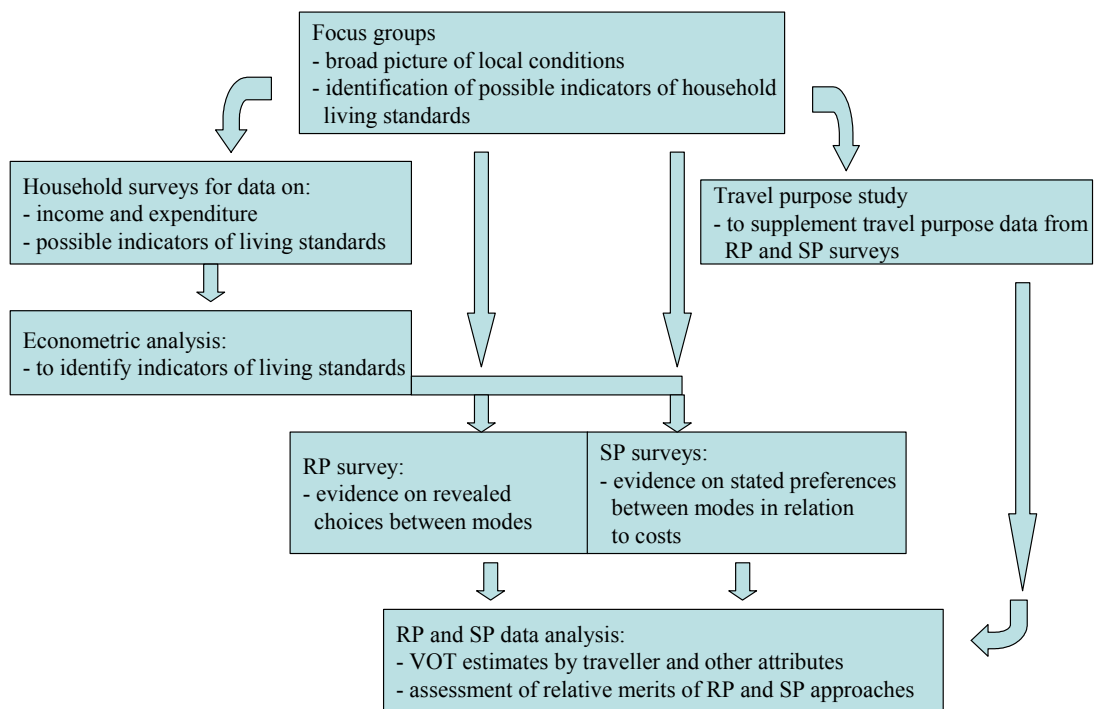 Focus groups
- broad picture of local conditions
- identification of possible indicators of household
living standards
Household surveys for data on:
- income and expenditure
- possible indicators of living standards
Travel purpose study
- to supplement travel purpose data from
RP and SP surveys
Econometric analysis:
- to identify indicators of living standards
RP survey:
- evidence on revealed
choices between modes
SP surveys:
- evidence on stated preferences
between modes in relation
to costs
RP and SP data analysis:
- VOT estimates by traveller and other attributes
- assessment of relative merits of RP and SP approaches